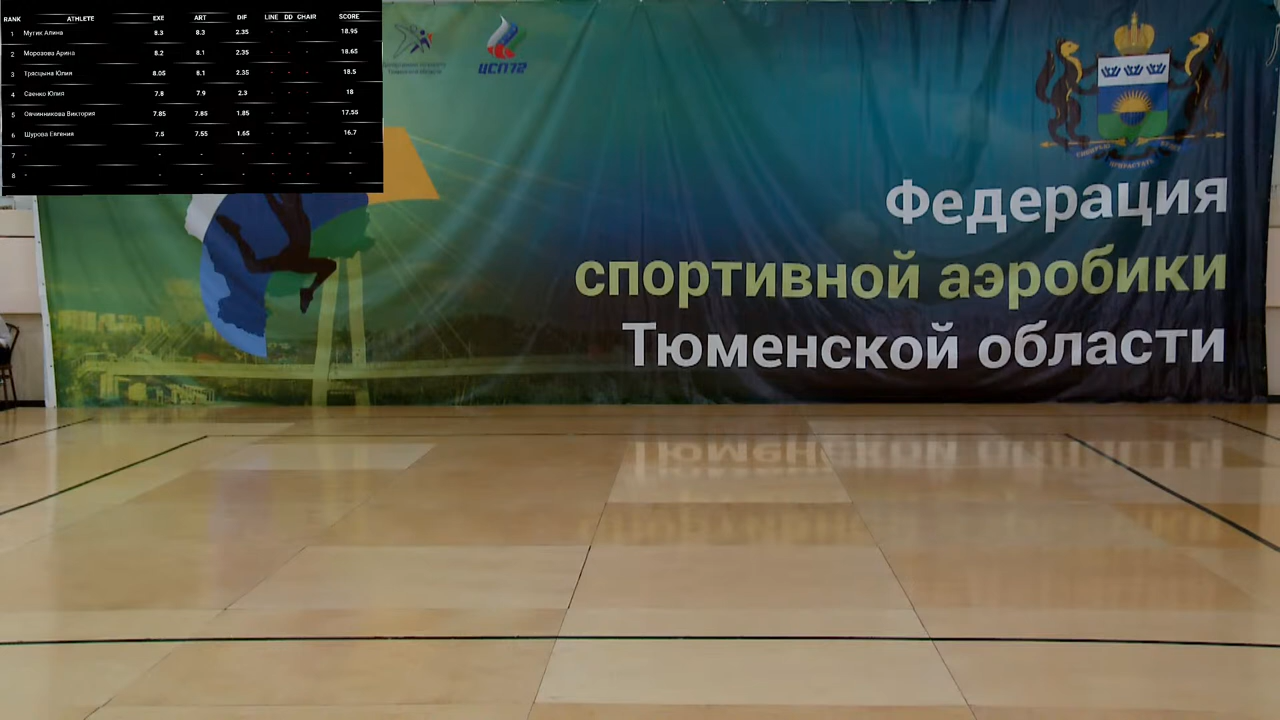 RANK ATHLETE EXE ART DIF LINE DD CHAIR SCORE
1 Мугик Алина 8.3 8.3 2.35 - - - 18.95
2 Морозова Арина 8.2 8.1 2.35 - - - 18.65
3 Трясцына Юлия 8.05 8.1 2.35 - - - 18.5
4 Саенко Юлия 7.8 7.9 2.3 - - - 18
5 Овчинникова Виктория 7.85 7.85 1.85 - - - 17.55
6 Шурова Евгения 7.5 7.55 1.65 - - - 16.7
7 - - - - - - - -
8 - - - - - - - -
ЦСП72
Федерация
спортивной аэробики
Тюменской области